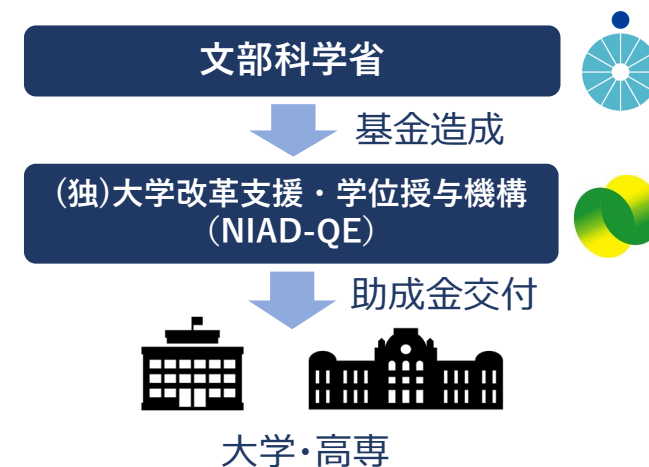 文部科学省
基金造成
(独)大学改革支援・学位授与機構
（NIAD-QE）
助成金交付
大学・高専